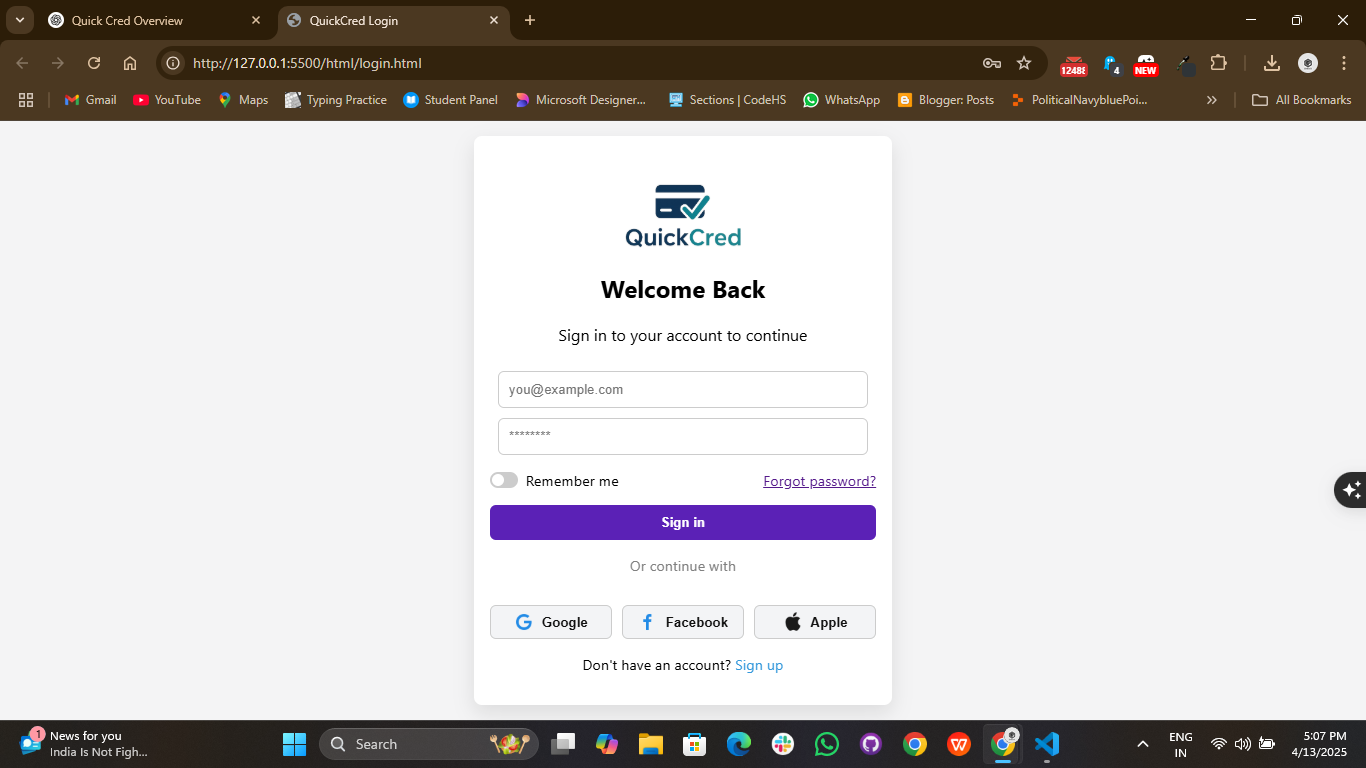 Quick Cred Overview
QuickCred Login
http://127.0.0.1:5500/html/login.html
12488
4
NEW
Gmail
YouTube
Maps
Typing Practice
Student Panel
Microsoft Designer...
Sections | CodeHS
WhatsApp
Blogger: Posts
PoliticalNavybluePoi...
All Bookmarks
QuickCred
Welcome Back
Sign in to your account to continue
you@example.com
********
Remember me
Forgot password?
Sign in
Or continue with
Google
Facebook
Apple
Don't have an account? Sign up
1
News for you
India Is Not Figh...
Search
ENG
IN
5:07 PM
4/13/2025